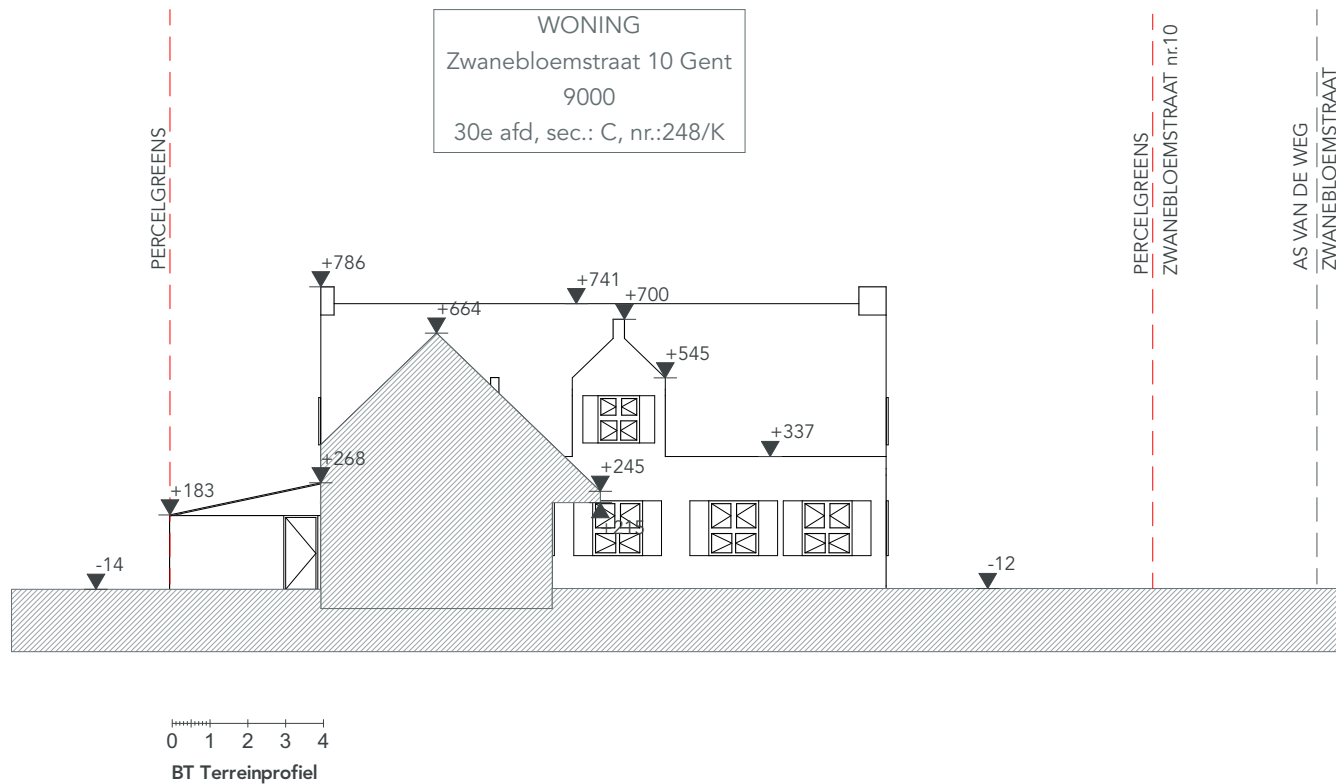 WONING
Zwanebloemstraat 10 Gent
9000
30e afd, sec.: C, nr.:248/K
PERCELGREENS
PERCELGREENS
ZWANEBLOEMSTRAAT nr.10
AS VAN DE WEG
ZWANEBLOEMSTRAAT
+786
+741
+700
+664
+545
+337
+268
+245
+215
+183
-14
-12
0 1 2 3 4
BT Terreinprofiel